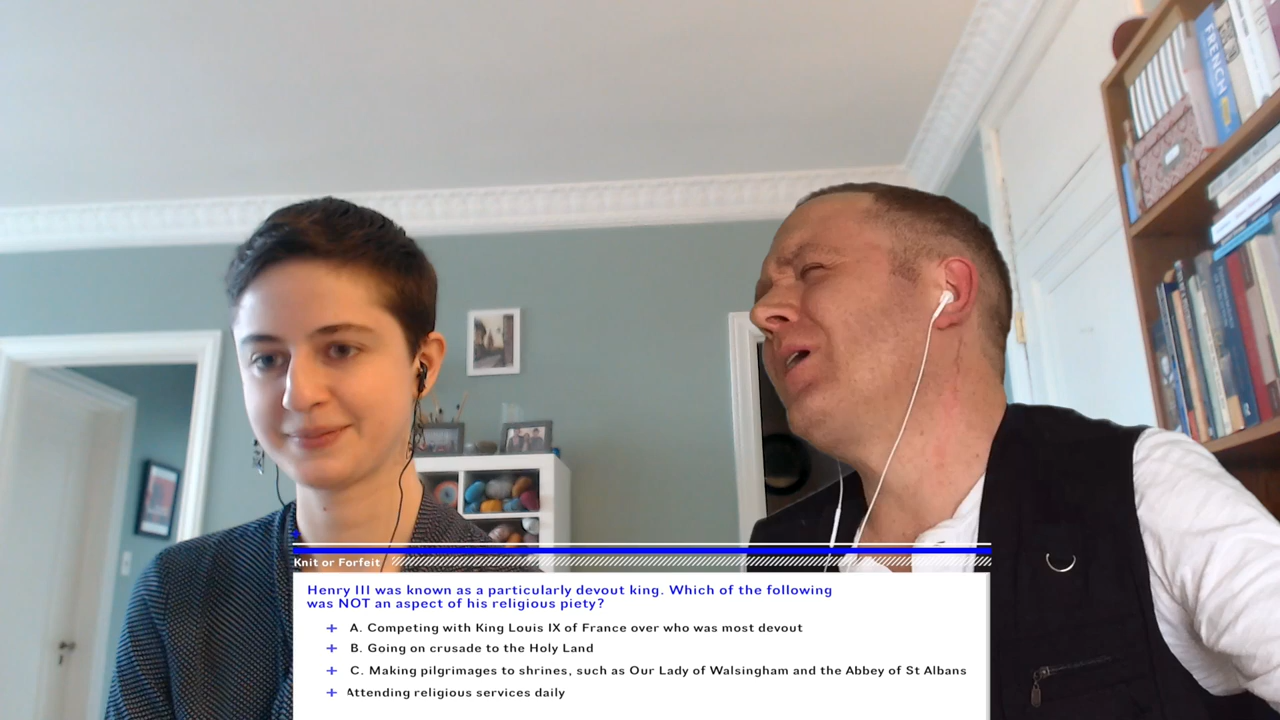 FRENCH
Knit or Forfeit
Henry III was known as a particularly devout king. Which of the following
was NOT an aspect of his religious piety?
A. Competing with King Louis IX of France over who was most devout
B. Going on crusade to the Holy Land
C. Making pilgrimages to shrines, such as Our Lady of Walsingham and the Abbey of St Albans
Attending religious services daily